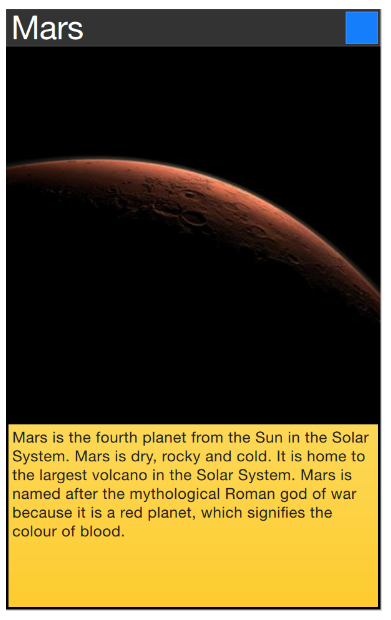 Mars
Mars is the fourth planet from the Sun in the Solar
System. Mars is dry, rocky and cold. It is home to
the largest volcano in the Solar System. Mars is
named after the mythological Roman god of war
because it is a red planet, which signifies the
colour of blood.